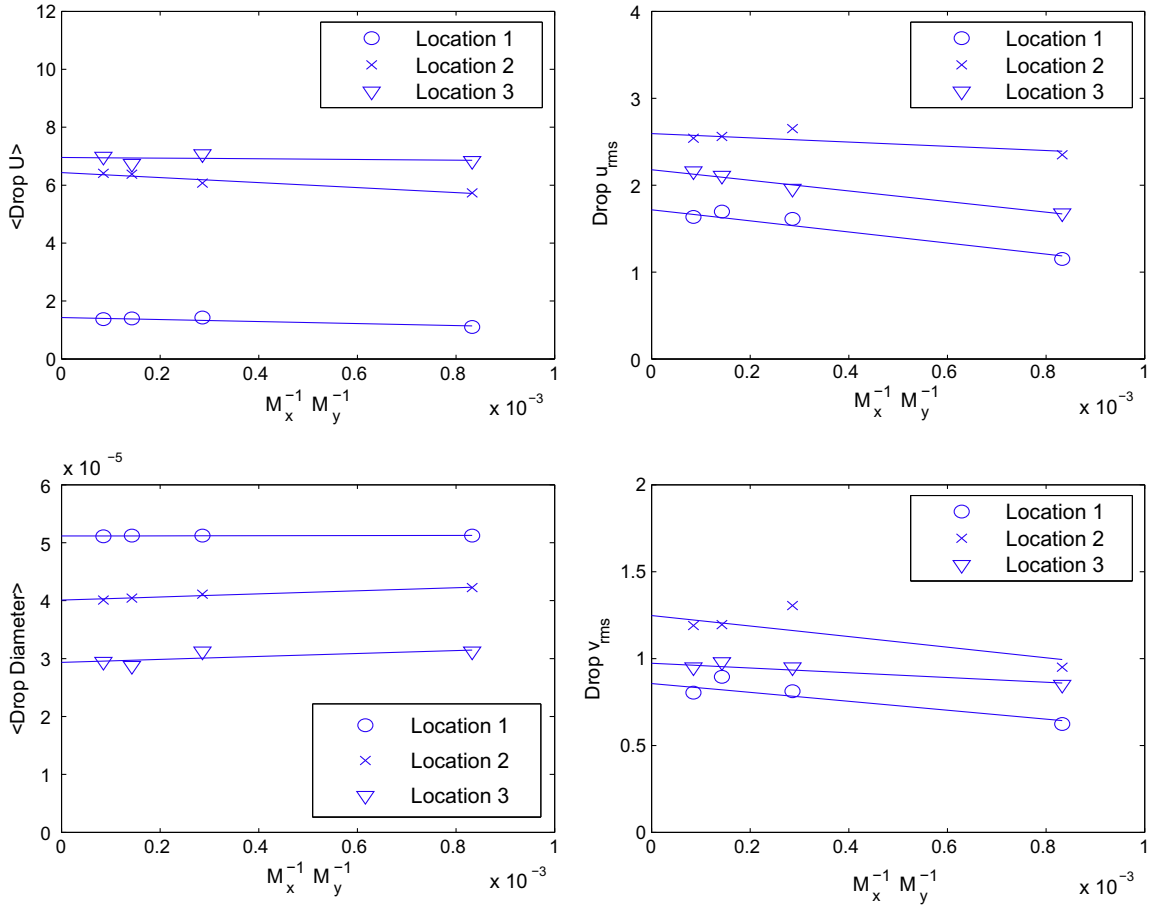 12
10
8
6
4
2
0
<Drop U>
Location 1
Location 2
Location 3
0 0.2 0.4 0.6 0.8 1
M_x^{-1} M_y^{-1}
x 10^{-3}
4
3
2
1
0
Drop u_{rms}
Location 1
Location 2
Location 3
0 0.2 0.4 0.6 0.8 1
M_x^{-1} M_y^{-1}
x 10^{-3}
x 10^{-5}
6
5
4
3
2
1
0
<Drop Diameter>
Location 1
Location 2
Location 3
0 0.2 0.4 0.6 0.8 1
M_x^{-1} M_y^{-1}
x 10^{-3}
2
1.5
1
0.5
0
Drop v_{rms}
Location 1
Location 2
Location 3
0 0.2 0.4 0.6 0.8 1
M_x^{-1} M_y^{-1}
x 10^{-3}